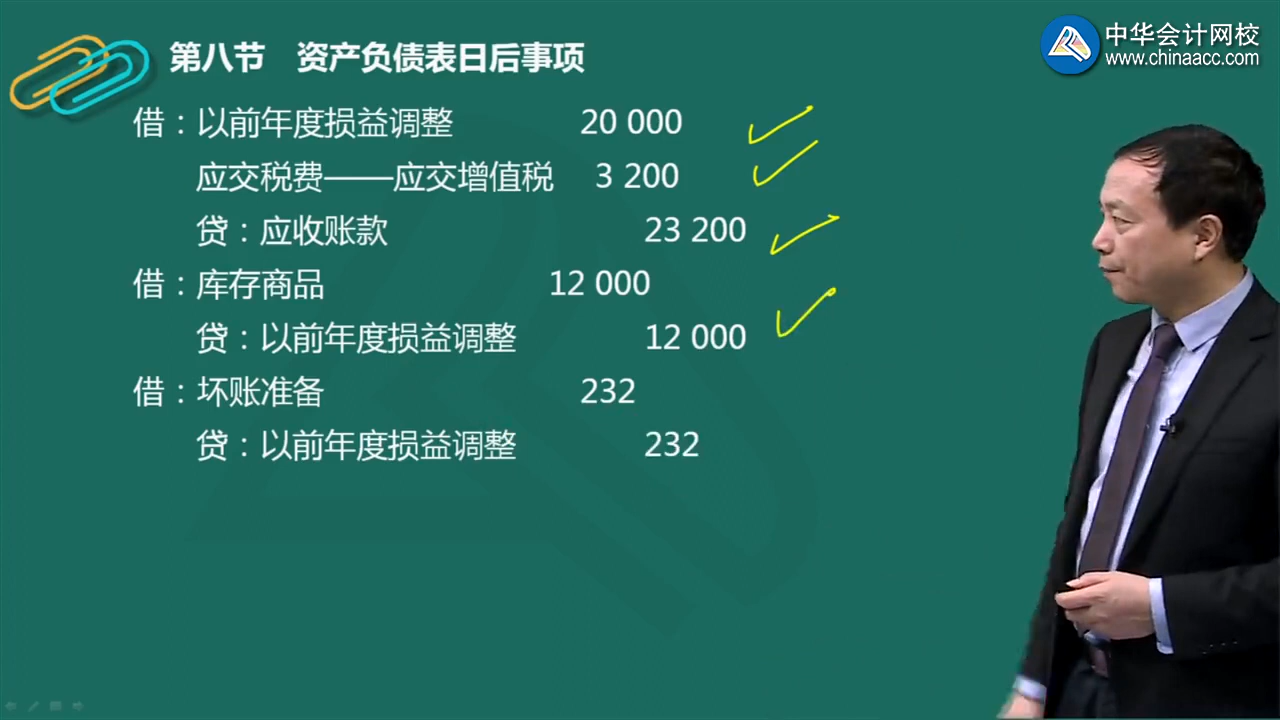 第八节 资产负债表日后事项
中华会计网校
www.chinaacc.com
借：以前年度损益调整 20 000
应交税费——应交增值税 3 200
贷：应收账款 23 200
借：库存商品 12 000
贷：以前年度损益调整 12 000
借：坏账准备 232
贷：以前年度损益调整 232